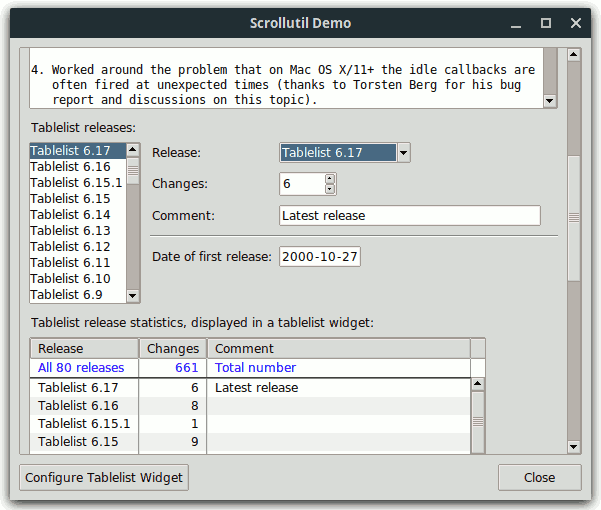 Scrollutil Demo
4. Worked around the problem that on Mac OS X/11+ the idle callbacks are
often fired at unexpected times (thanks to Torsten Berg for his bug
report and discussions on this topic).
Tablelist releases:
Tablelist 6.17
Tablelist 6.16
Tablelist 6.15.1
Tablelist 6.15
Tablelist 6.14
Tablelist 6.13
Tablelist 6.12
Tablelist 6.11
Tablelist 6.10
Tablelist 6.9
Release: Tablelist 6.17
Changes: 6
Comment: Latest release
Date of first release: 2000-10-27
Tablelist release statistics, displayed in a tablelist widget:
Release Changes Comment
All 80 releases 661 Total number
Tablelist 6.17 6 Latest release
Tablelist 6.16 8
Tablelist 6.15.1 1
Tablelist 6.15 9
Configure Tablelist Widget Close